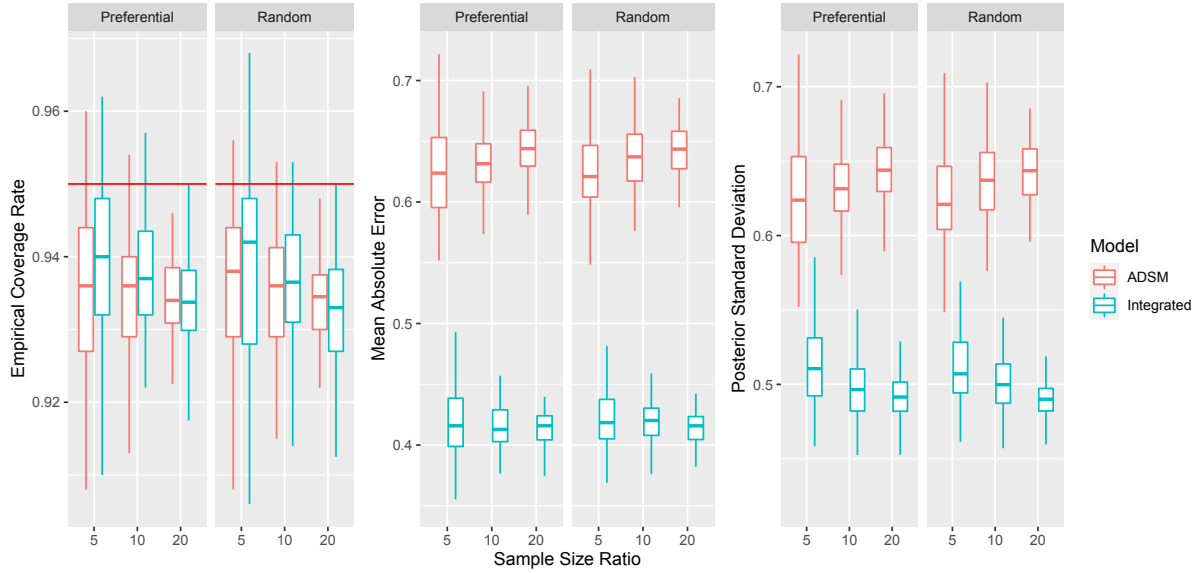 Preferential
Random
Preferential
Random
Preferential
Random
Empirical Coverage Rate
0.96
0.94
0.92
5
10
20
5
10
20
Mean Absolute Error
0.7
0.6
0.5
0.4
5
10
20
5
10
20
Sample Size Ratio
Posterior Standard Deviation
0.7
0.6
0.5
5
10
20
5
10
20
Model
ADSM
Integrated